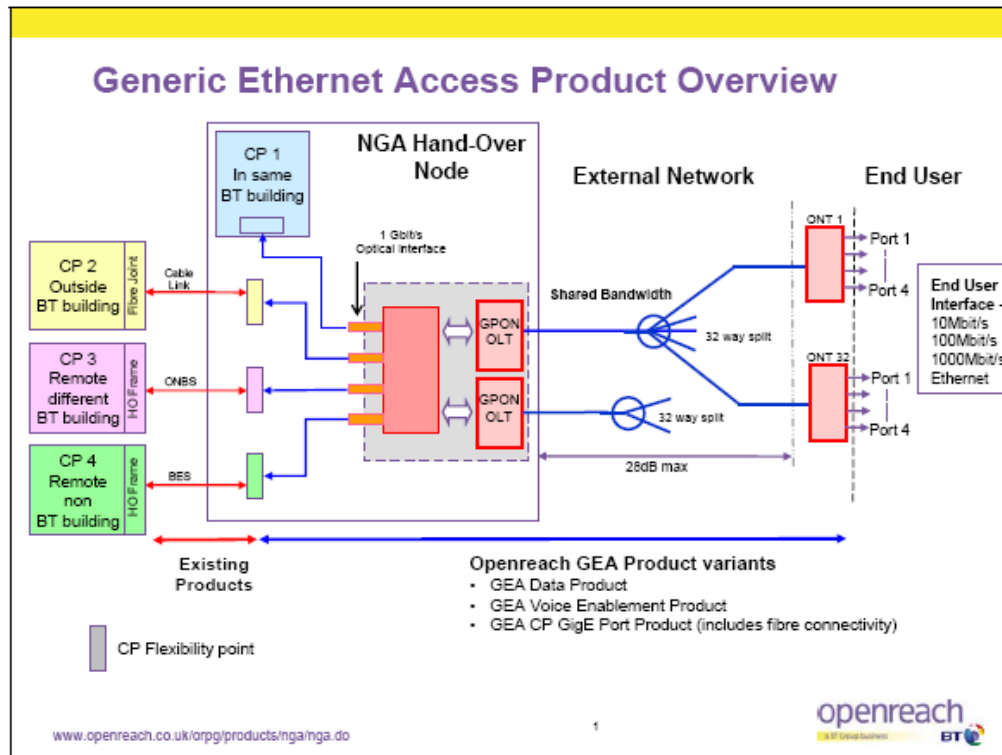 Generic Ethernet Access Product Overview
NGA Hand-Over
Node
External Network
End User
CP 1
In same
BT building
1 Gbit/s
Optical Interface
CP 2
Outside
BT building
Fibre Joint
Cable
Link
CP 3
Remote
different
BT building
HO Frame
ONBS
CP 4
Remote
non
BT building
HO Frame
BES
GPON
OLT
GPON
OLT
Shared Bandwidth
32 way split
32 way split
28dB max
ONT 1
Port 1
Port 4
ONT 32
Port 1
Port 4
End User
Interface -
10Mbit/s
100Mbit/s
1000Mbit/s
Ethernet
Existing
Products
Openreach GEA Product variants
• GEA Data Product
• GEA Voice Enablement Product
• GEA CP GigE Port Product (includes fibre connectivity)
CP Flexibility point
www.openreach.co.uk/orpg/products/nga/nga.do
1
openreach
a BT Group business
BT